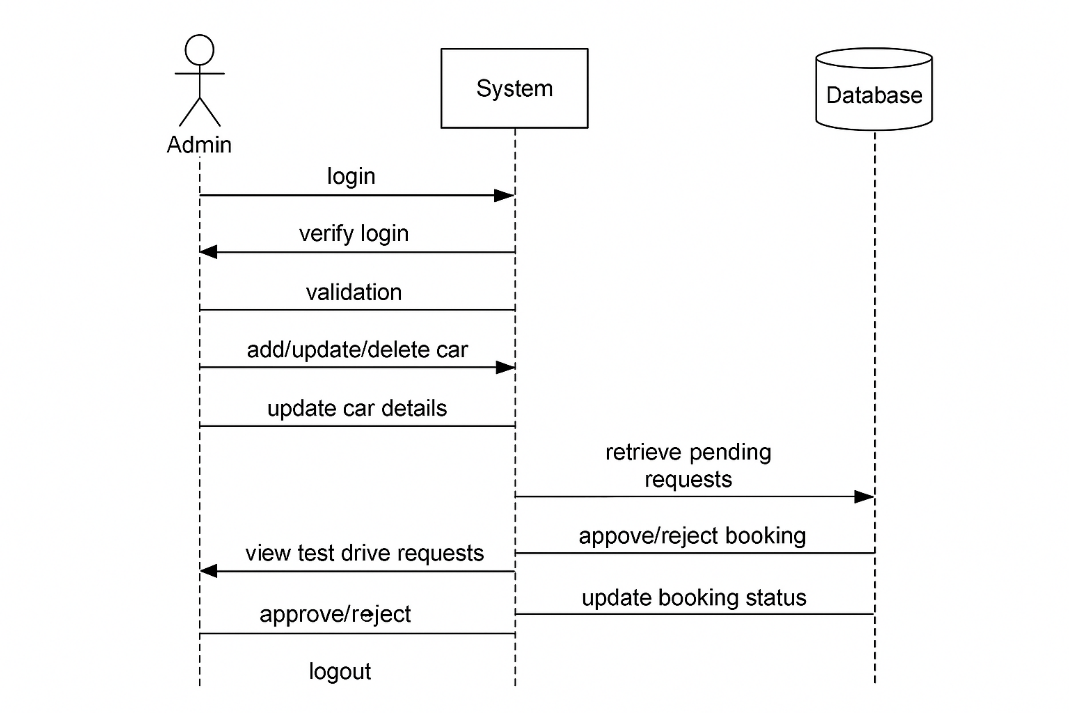 System
Database
Admin
login
verify login
validation
add/update/delete car
update car details
retrieve pending
requests
appove/reject booking
view test drive requests
update booking status
approve/reject
logout